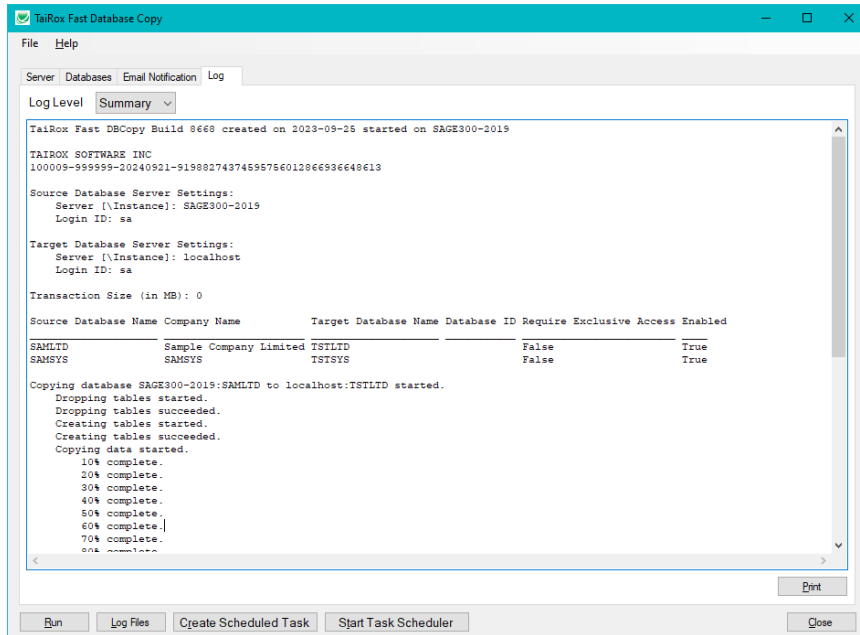 TaiRox Fast Database Copy
File Help
Server Databases Email Notification Log
Log Level Summary
TaiRox Fast DBCopy Build 8668 created on 2023-09-25 started on SAGE300-2019
TAIROX SOFTWARE INC
100009-999999-20240921-91988274374595756012866936648613
Source Database Server Settings:
Server [\Instance]: SAGE300-2019
Login ID: sa
Target Database Server Settings:
Server [\Instance]: localhost
Login ID: sa
Transaction Size (in MB): 0
Source Database Name Company Name Target Database Name Database ID Require Exclusive Access Enabled
SAMLTD Sample Company Limited TSTLTD False True
SAMSYS SAMSYS TSTSYS False True
Copying database SAGE300-2019:SAMLTD to localhost:TSTLTD started.
Dropping tables started.
Dropping tables succeeded.
Creating tables started.
Creating tables succeeded.
Copying data started.
10% complete.
20% complete.
30% complete.
40% complete.
50% complete.
60% complete.
70% complete.
80% complete
Print
Run Log Files Create Scheduled Task Start Task Scheduler Close